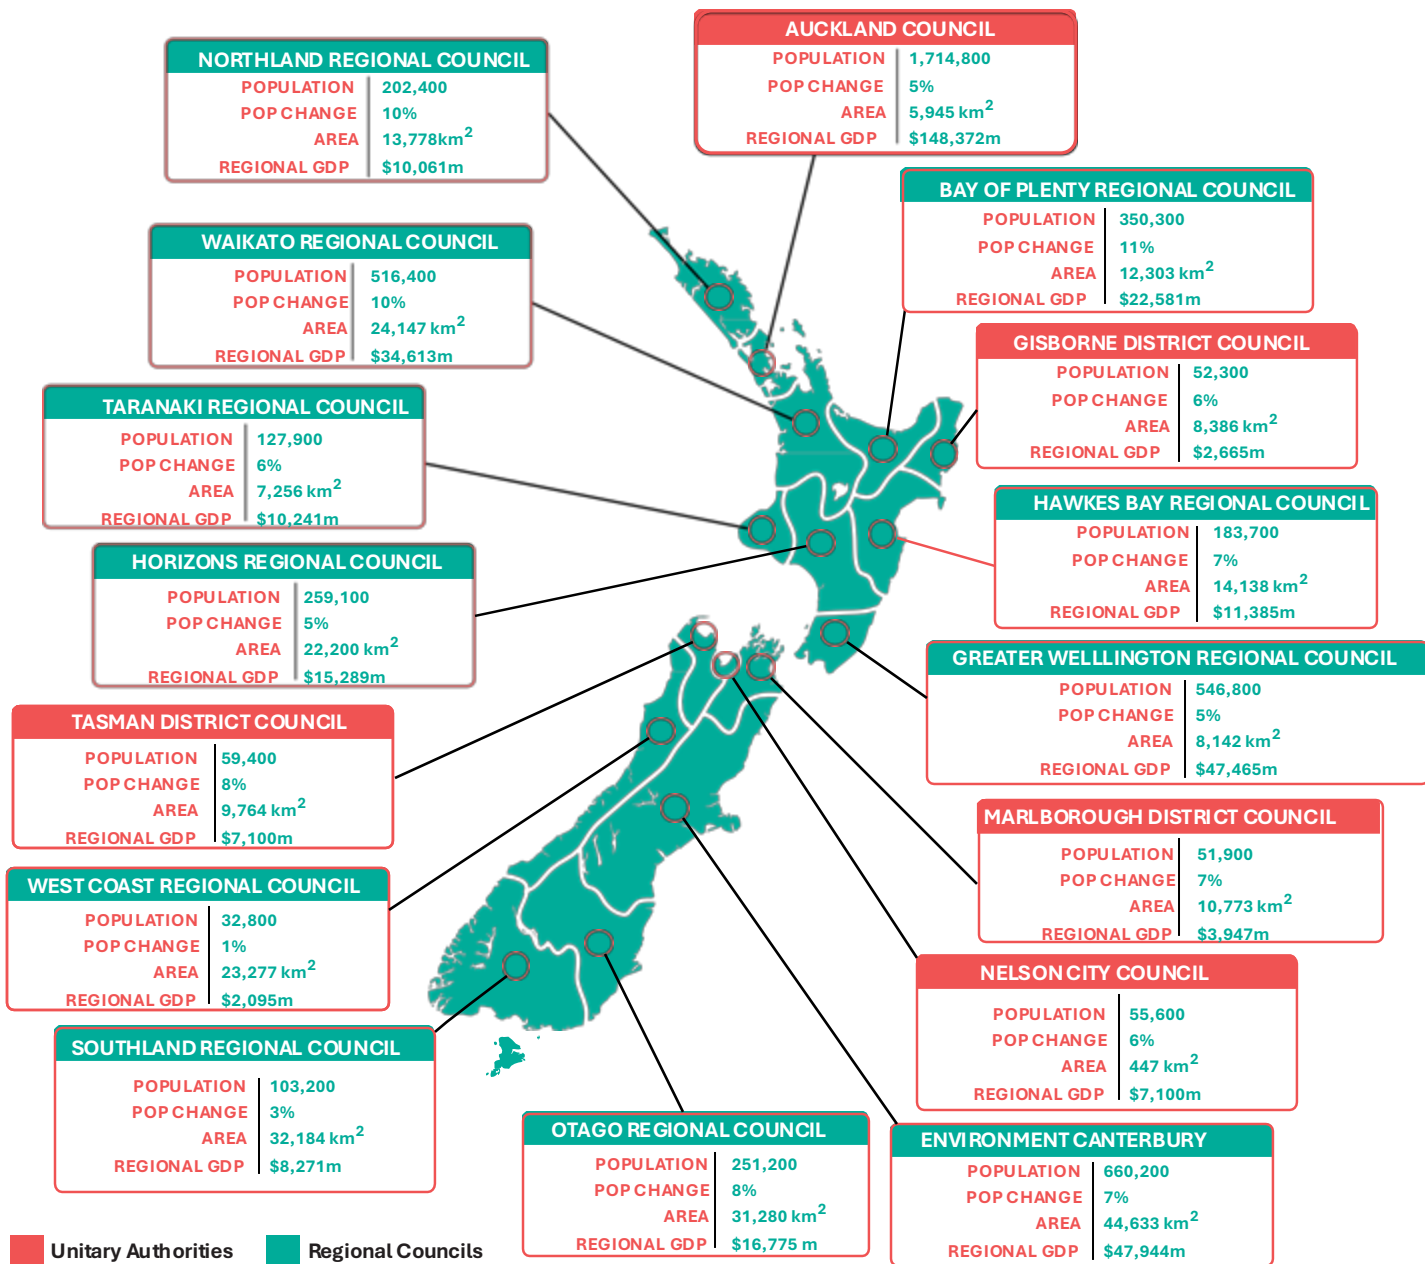 AUCKLAND COUNCIL
POPULATION 1,714,800
POP CHANGE 5%
AREA 5,945 km²
REGIONAL GDP $148,372m
NORTHLAND REGIONAL COUNCIL
POPULATION 202,400
POP CHANGE 10%
AREA 13,778km²
REGIONAL GDP $10,061m
BAY OF PLENTY REGIONAL COUNCIL
POPULATION 350,300
POP CHANGE 11%
AREA 12,303 km²
REGIONAL GDP $22,581m
WAIKATO REGIONAL COUNCIL
POPULATION 516,400
POP CHANGE 10%
AREA 24,147 km²
REGIONAL GDP $34,613m
GISBORNE DISTRICT COUNCIL
POPULATION 52,300
POP CHANGE 6%
AREA 8,386 km²
REGIONAL GDP $2,665m
TARANAKI REGIONAL COUNCIL
POPULATION 127,900
POP CHANGE 6%
AREA 7,256 km²
REGIONAL GDP $10,241m
HAWKES BAY REGIONAL COUNCIL
POPULATION 183,700
POP CHANGE 7%
AREA 14,138 km²
REGIONAL GDP $11,385m
HORIZONS REGIONAL COUNCIL
POPULATION 259,100
POP CHANGE 5%
AREA 22,200 km²
REGIONAL GDP $15,289m
GREATER WELLLINGTON REGIONAL COUNCIL
POPULATION 546,800
POP CHANGE 5%
AREA 8,142 km²
REGIONAL GDP $47,465m
TASMAN DISTRICT COUNCIL
POPULATION 59,400
POP CHANGE 8%
AREA 9,764 km²
REGIONAL GDP $7,100m
MARLBOROUGH DISTRICT COUNCIL
POPULATION 51,900
POP CHANGE 7%
AREA 10,773 km²
REGIONAL GDP $3,947m
WEST COAST REGIONAL COUNCIL
POPULATION 32,800
POP CHANGE 1%
AREA 23,277 km²
REGIONAL GDP $2,095m
NELSON CITY COUNCIL
POPULATION 55,600
POP CHANGE 6%
AREA 447 km²
REGIONAL GDP $7,100m
SOUTHLAND REGIONAL COUNCIL
POPULATION 103,200
POP CHANGE 3%
AREA 32,184 km²
REGIONAL GDP $8,271m
OTAGO REGIONAL COUNCIL
POPULATION 251,200
POP CHANGE 8%
AREA 31,280 km²
REGIONAL GDP $16,775 m
ENVIRONMENT CANTERBURY
POPULATION 660,200
POP CHANGE 7%
AREA 44,633 km²
REGIONAL GDP $47,944m
Unitary Authorities
Regional Councils